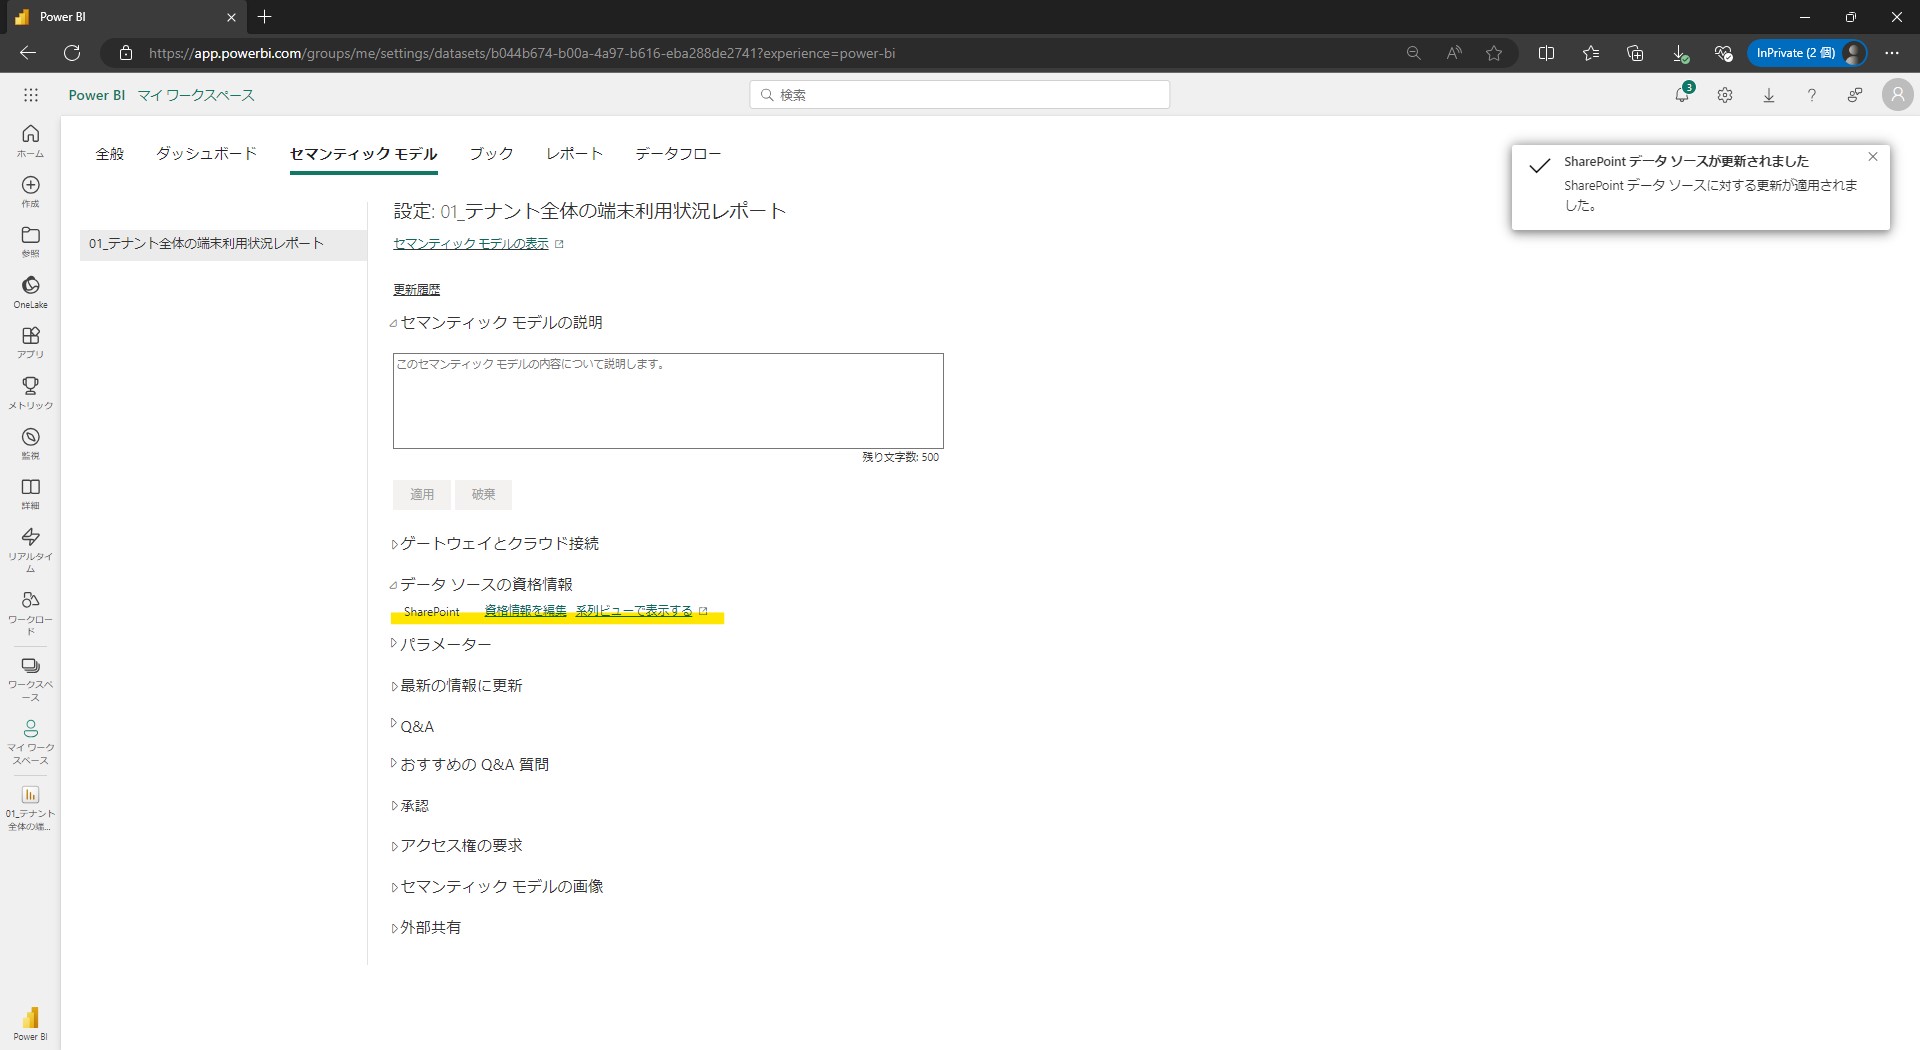 Power BI
https://app.powerbi.com/groups/me/settings/datasets/b044b674-b00a-4a97-b616-eba288de2741?experience=power-bi
InPrivate (2 個)
Power BI マイ ワークスペース
検索
3
ホーム
作成
参照
OneLake
アプリ
メトリック
監視
詳細
リアルタイ
ム
ワークロー
ド
ワークスペ
ース
マイ ワーク
スペース
01_テナント
全体の端...
Power BI
全般 ダッシュボード セマンティック モデル ブック レポート データフロー
01_テナント全体の端末利用状況レポート
設定: 01_テナント全体の端末利用状況レポート
セマンティック モデルの表示
更新履歴
セマンティック モデルの説明
このセマンティック モデルの内容について説明します。
残り文字数: 500
適用 破棄
ゲートウェイとクラウド接続
データ ソースの資格情報
SharePoint 資格情報を編集 系列ビューで表示する
パラメーター
最新の情報に更新
Q&A
おすすめの Q&A 質問
承認
アクセス権の要求
セマンティック モデルの画像
外部共有
SharePoint データ ソースが更新されました
SharePoint データ ソースに対する更新が適用されま
した。